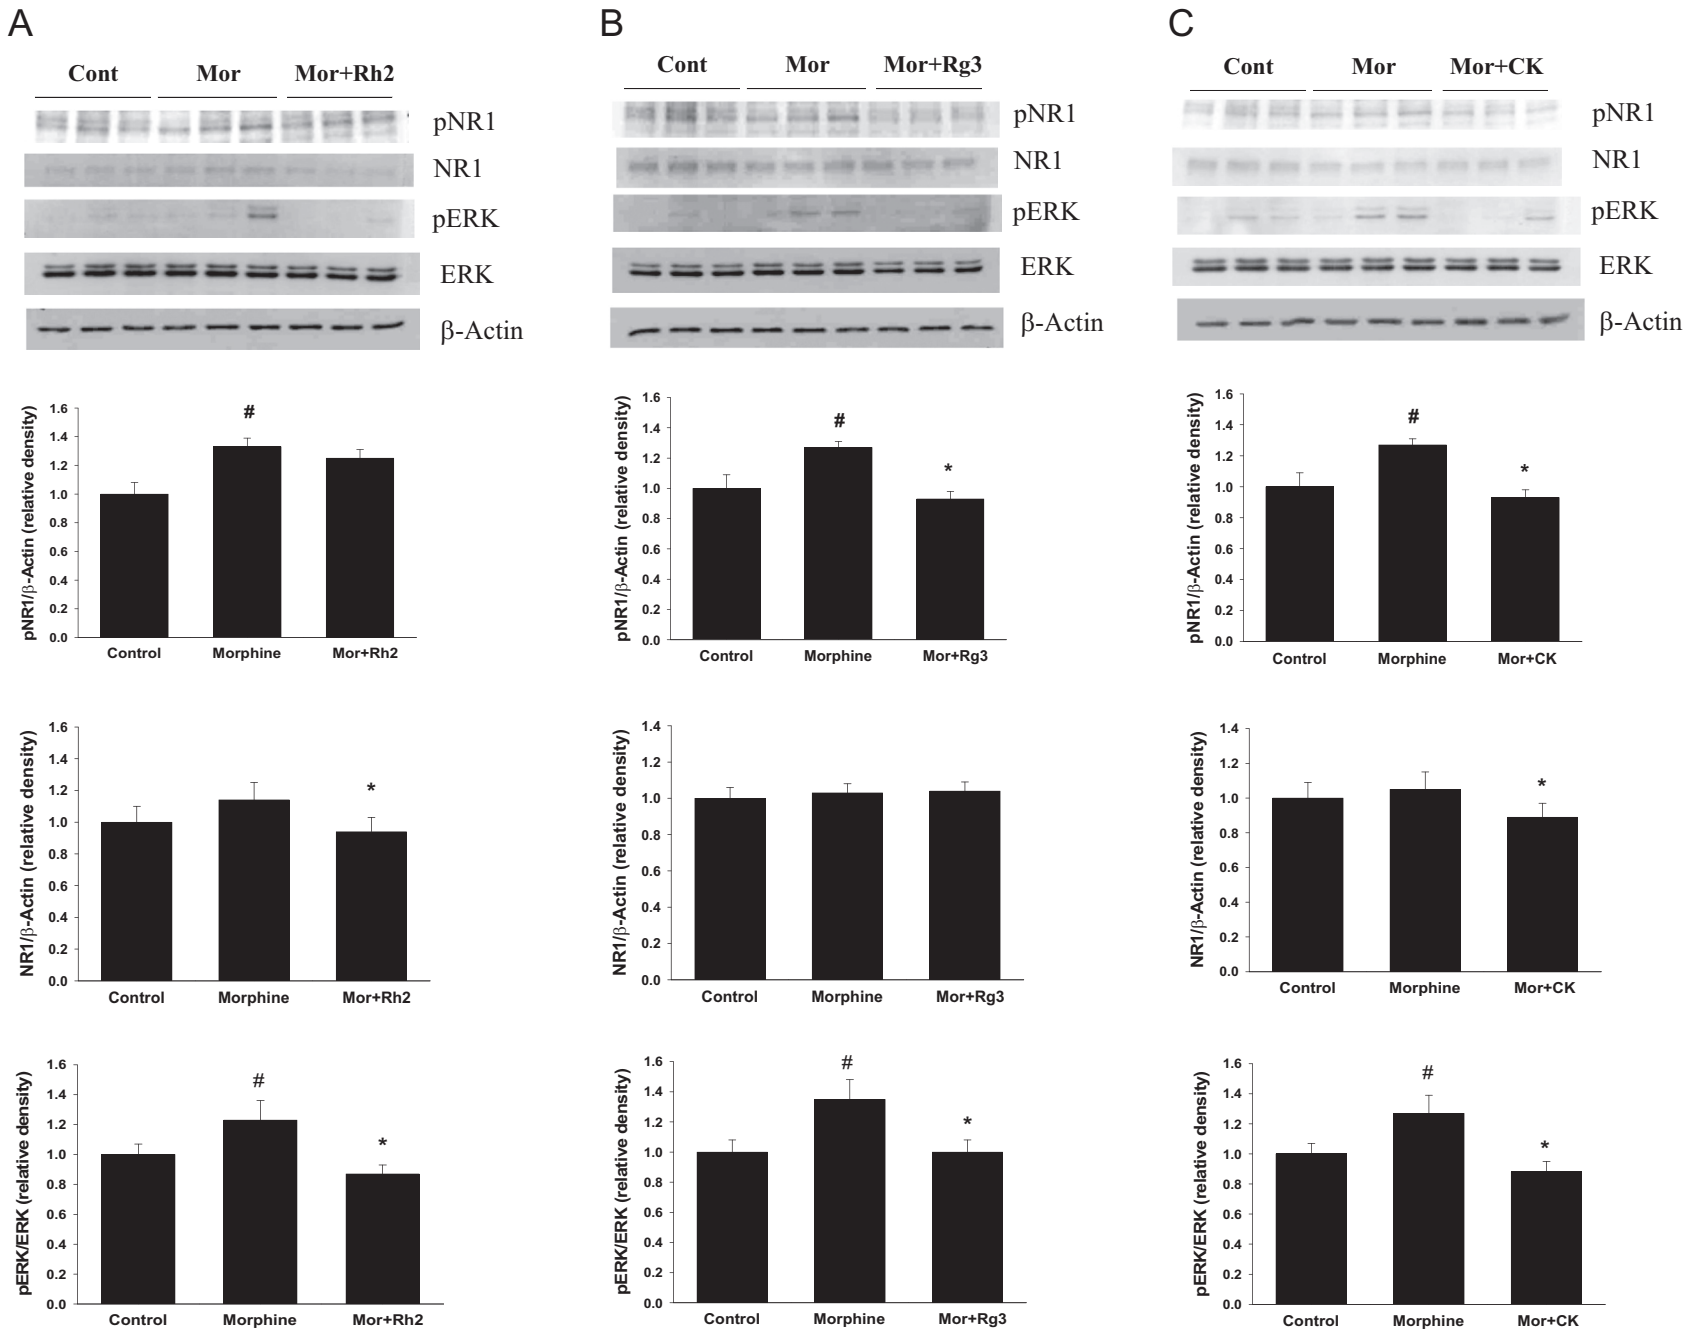 A
Cont Mor Mor+Rh2
pNR1
NR1
pERK
ERK
β-Actin
pNR1/β-Actin (relative density)
1.6
1.4
1.2
1.0
0.8
0.6
0.4
0.2
0.0
#
Control Morphine Mor+Rh2
NR1/β-Actin (relative density)
1.6
1.4
1.2
1.0
0.8
0.6
0.4
0.2
0.0
*
Control Morphine Mor+Rh2
pERK/ERK (relative density)
1.6
1.4
1.2
1.0
0.8
0.6
0.4
0.2
0.0
#
*
Control Morphine Mor+Rh2
B
Cont Mor Mor+Rg3
pNR1
NR1
pERK
ERK
β-Actin
pNR1/β-Actin (relative density)
1.6
1.4
1.2
1.0
0.8
0.6
0.4
0.2
0.0
#
*
Control Morphine Mor+Rg3
NR1/β-Actin (relative density)
1.4
1.2
1.0
0.8
0.6
0.4
0.2
0.0
Control Morphine Mor+Rg3
pERK/ERK (relative density)
1.6
1.4
1.2
1.0
0.8
0.6
0.4
0.2
0.0
#
*
Control Morphine Mor+Rg3
C
Cont Mor Mor+CK
pNR1
NR1
pERK
ERK
β-Actin
pNR1/β-Actin (relative density)
1.6
1.4
1.2
1.0
0.8
0.6
0.4
0.2
0.0
#
*
Control Morphine Mor+CK
NR1/β-Actin (relative density)
1.4
1.2
1.0
0.8
0.6
0.4
0.2
0.0
*
Control Morphine Mor+CK
pERK/ERK (relative density)
1.6
1.4
1.2
1.0
0.8
0.6
0.4
0.2
0.0
#
*
Control Morphine Mor+CK